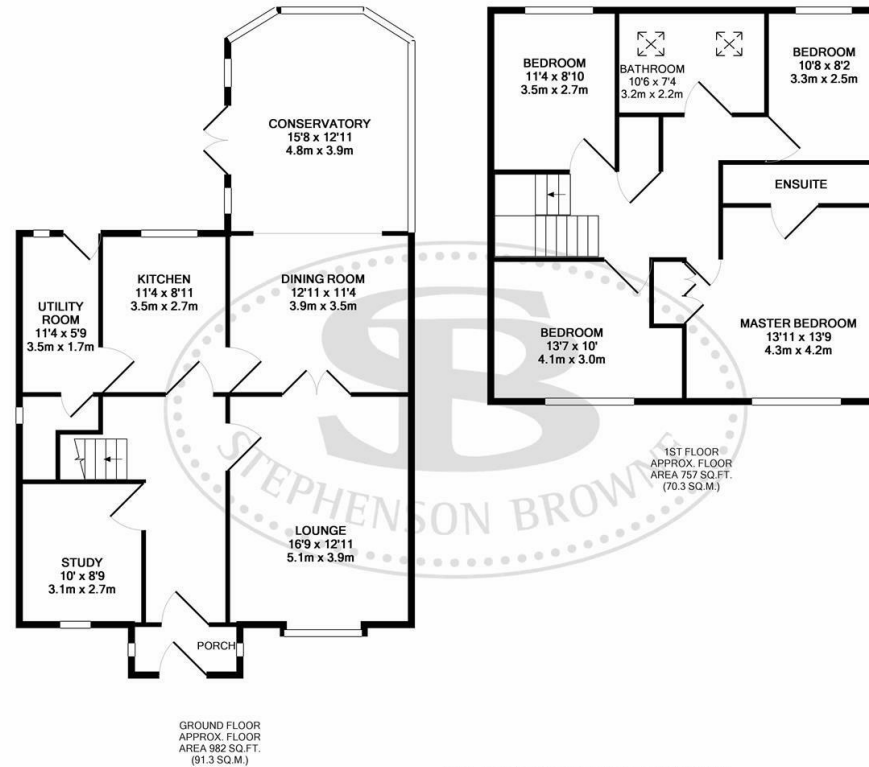 CONSERVATORY
15'8 x 12'11
4.8m x 3.9m
UTILITY
ROOM
11'4 x 5'9
3.5m x 1.7m
KITCHEN
11'4 x 8'11
3.5m x 2.7m
DINING ROOM
12'11 x 11'4
3.9m x 3.5m
STUDY
10' x 8'9
3.1m x 2.7m
LOUNGE
16'9 x 12'11
5.1m x 3.9m
PORCH
GROUND FLOOR
APPROX. FLOOR
AREA 982 SQ.FT.
(91.3 SQ.M.)
BEDROOM
11'4 x 8'10
3.5m x 2.7m
BATHROOM
10'6 x 7'4
3.2m x 2.2m
BEDROOM
10'8 x 8'2
3.3m x 2.5m
ENSUITE
BEDROOM
13'7 x 10'
4.1m x 3.0m
MASTER BEDROOM
13'11 x 13'9
4.3m x 4.2m
1ST FLOOR
APPROX. FLOOR
AREA 757 SQ.FT.
(70.3 SQ.M.)
SB
STEPHENSON BROWNE